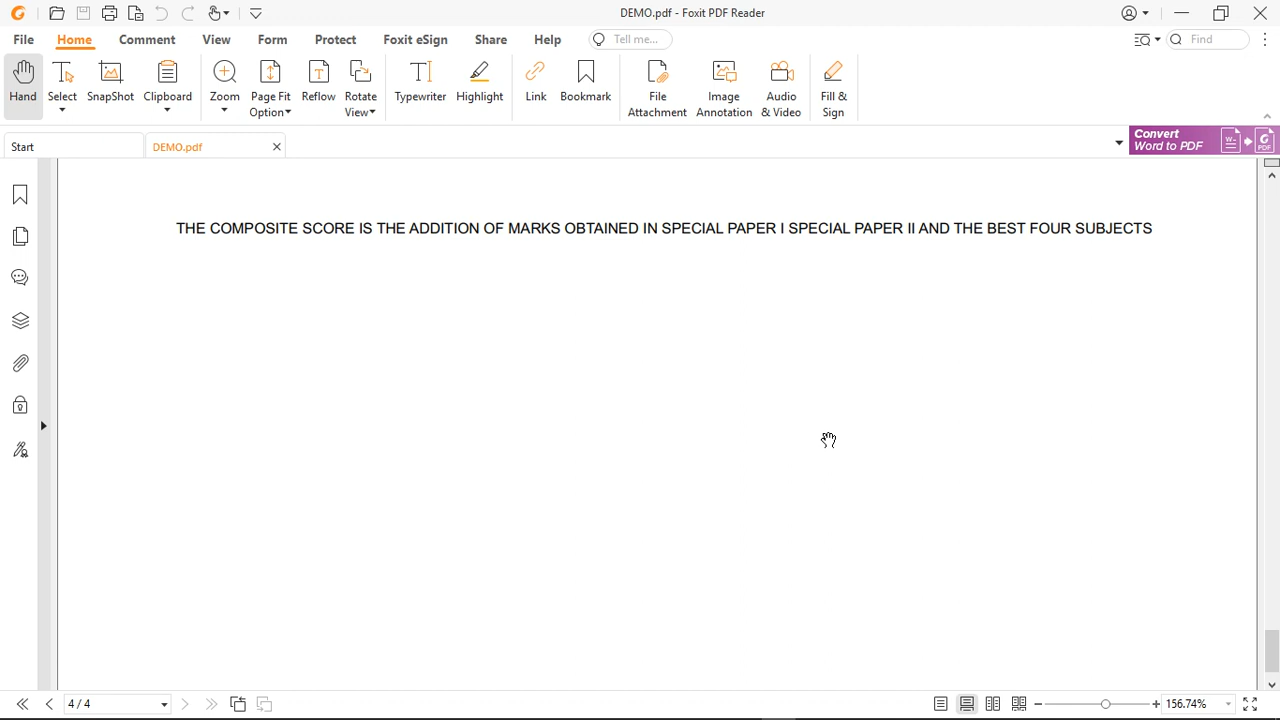 DEMO.pdf - Foxit PDF Reader
File Home Comment View Form Protect Foxit eSign Share Help Tell me... Find
Hand Select SnapShot Clipboard Zoom Page Fit Option Reflow Rotate View Typewriter Highlight Link Bookmark File Attachment Image Annotation Audio & Video Fill & Sign
Start DEMO.pdf Convert Word to PDF
THE COMPOSITE SCORE IS THE ADDITION OF MARKS OBTAINED IN SPECIAL PAPER I SPECIAL PAPER II AND THE BEST FOUR SUBJECTS
4 / 4 156.74%